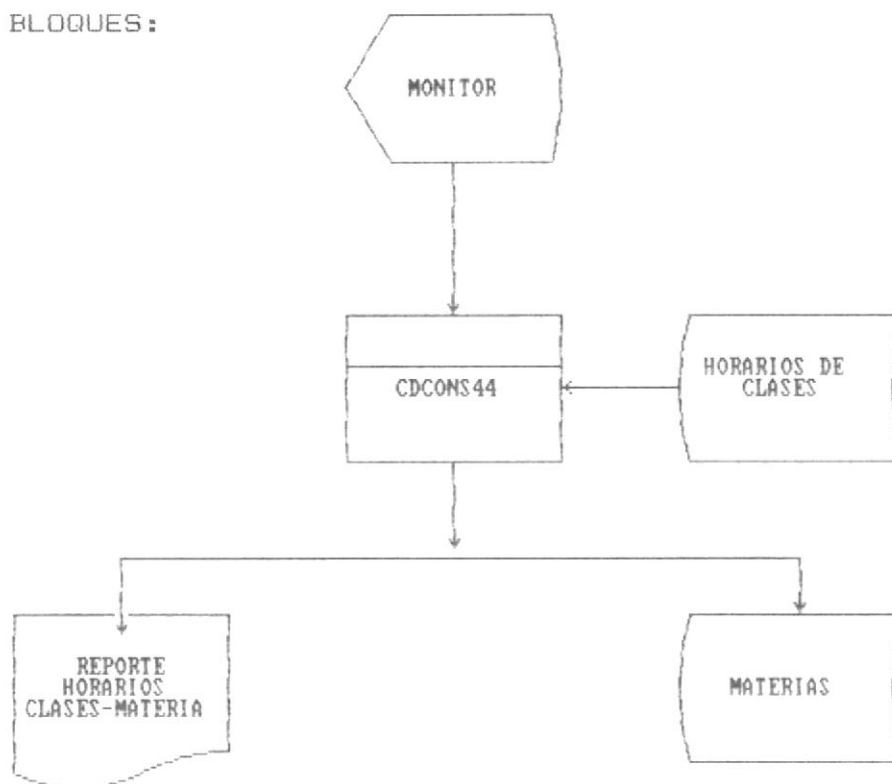 BLOQUES:
MONITOR
CDCONS44
HORARIOS DE
CLASES
REPORTE
HORARIOS
CLASES-MATERIA
MATERIAS